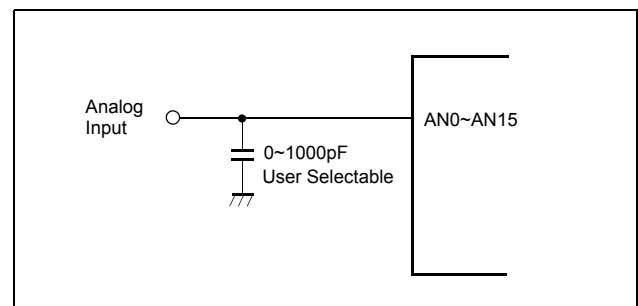 Analog
Input
AN0~AN15
0~1000pF
User Selectable